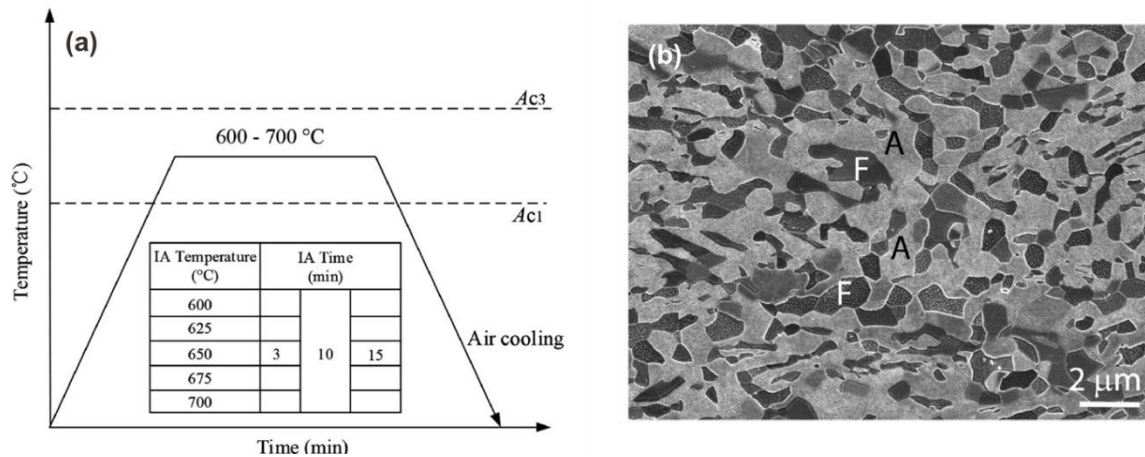 (a)
Temperature (℃)
Ac3
600 - 700 °C
Ac1
IA Temperature
(°C)
IA Time
(min)
600
625
650 3 10 15
675
700
Air cooling
Time (min)
(b)
A
F
A
F
2 μm